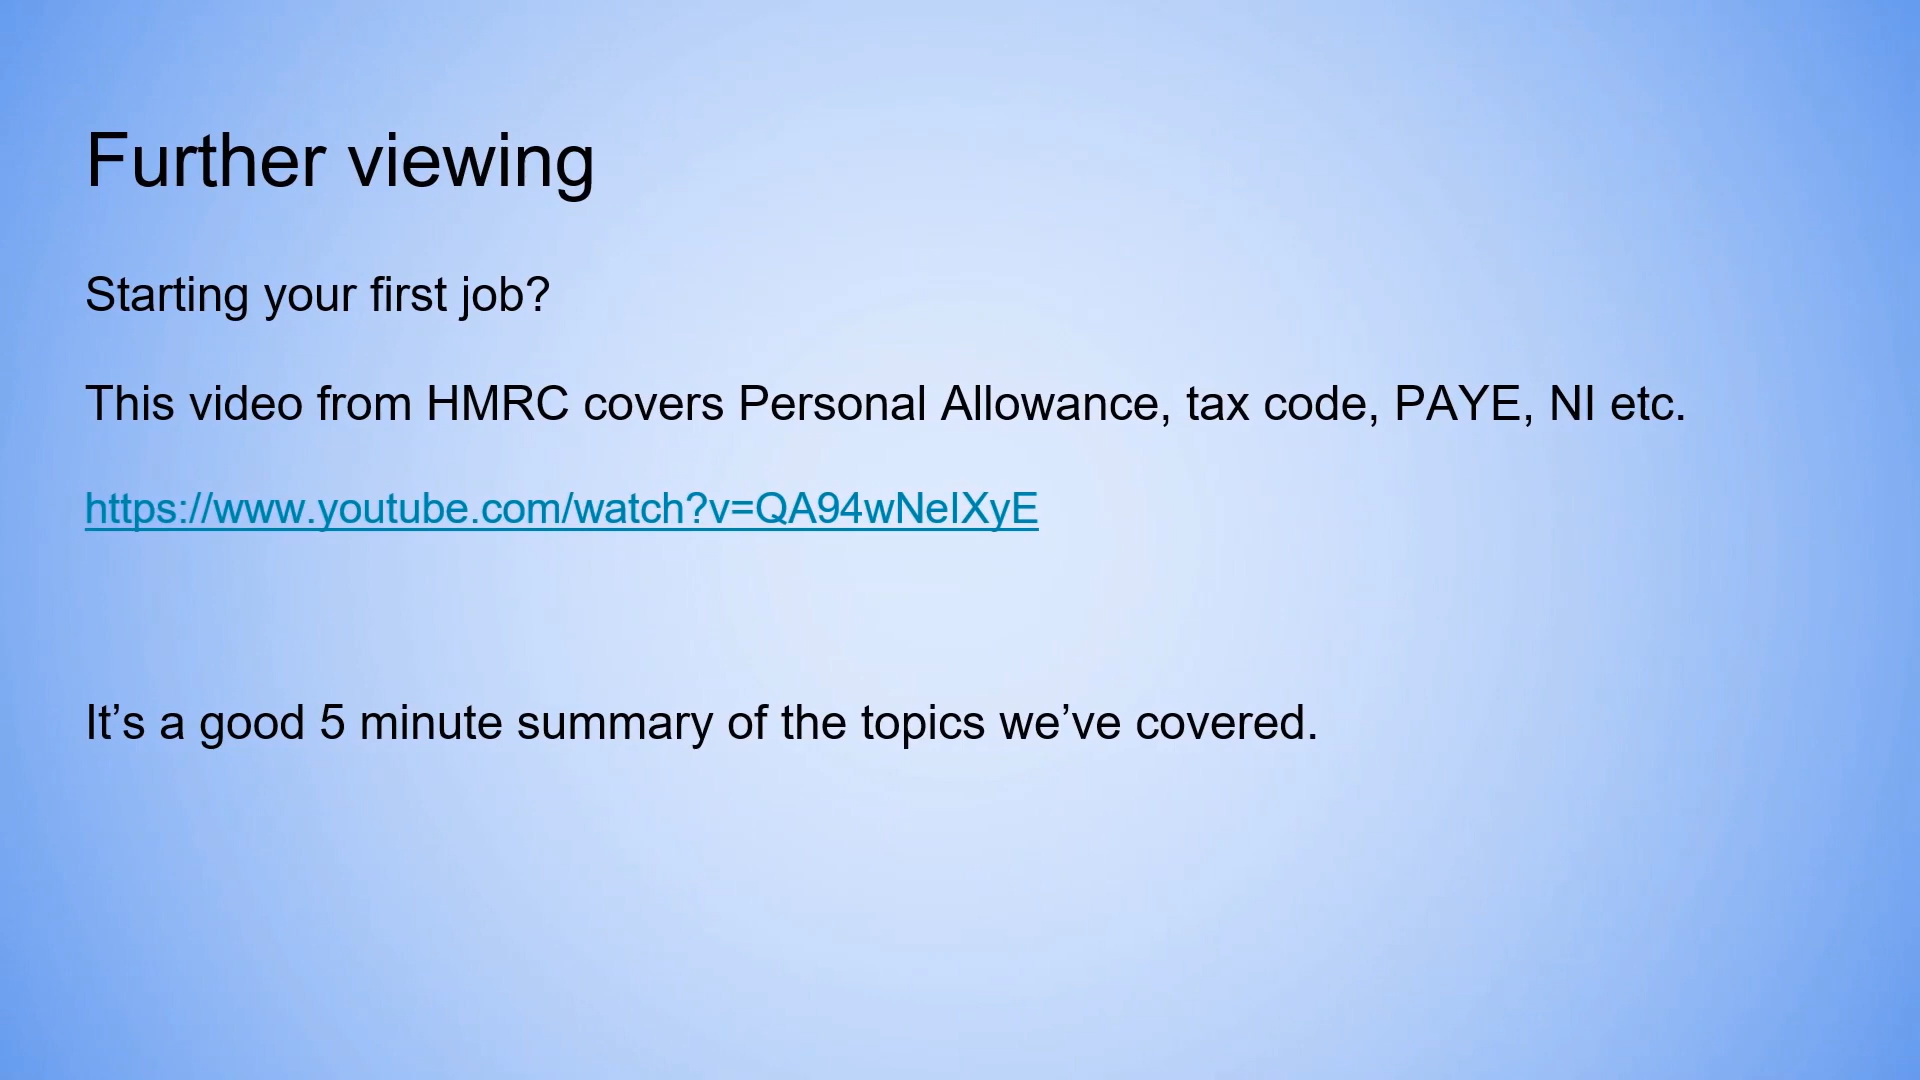 Further viewing
Starting your first job?
This video from HMRC covers Personal Allowance, tax code, PAYE, NI etc.
https://www.youtube.com/watch?v=QA94wNeIXyE
It’s a good 5 minute summary of the topics we’ve covered.